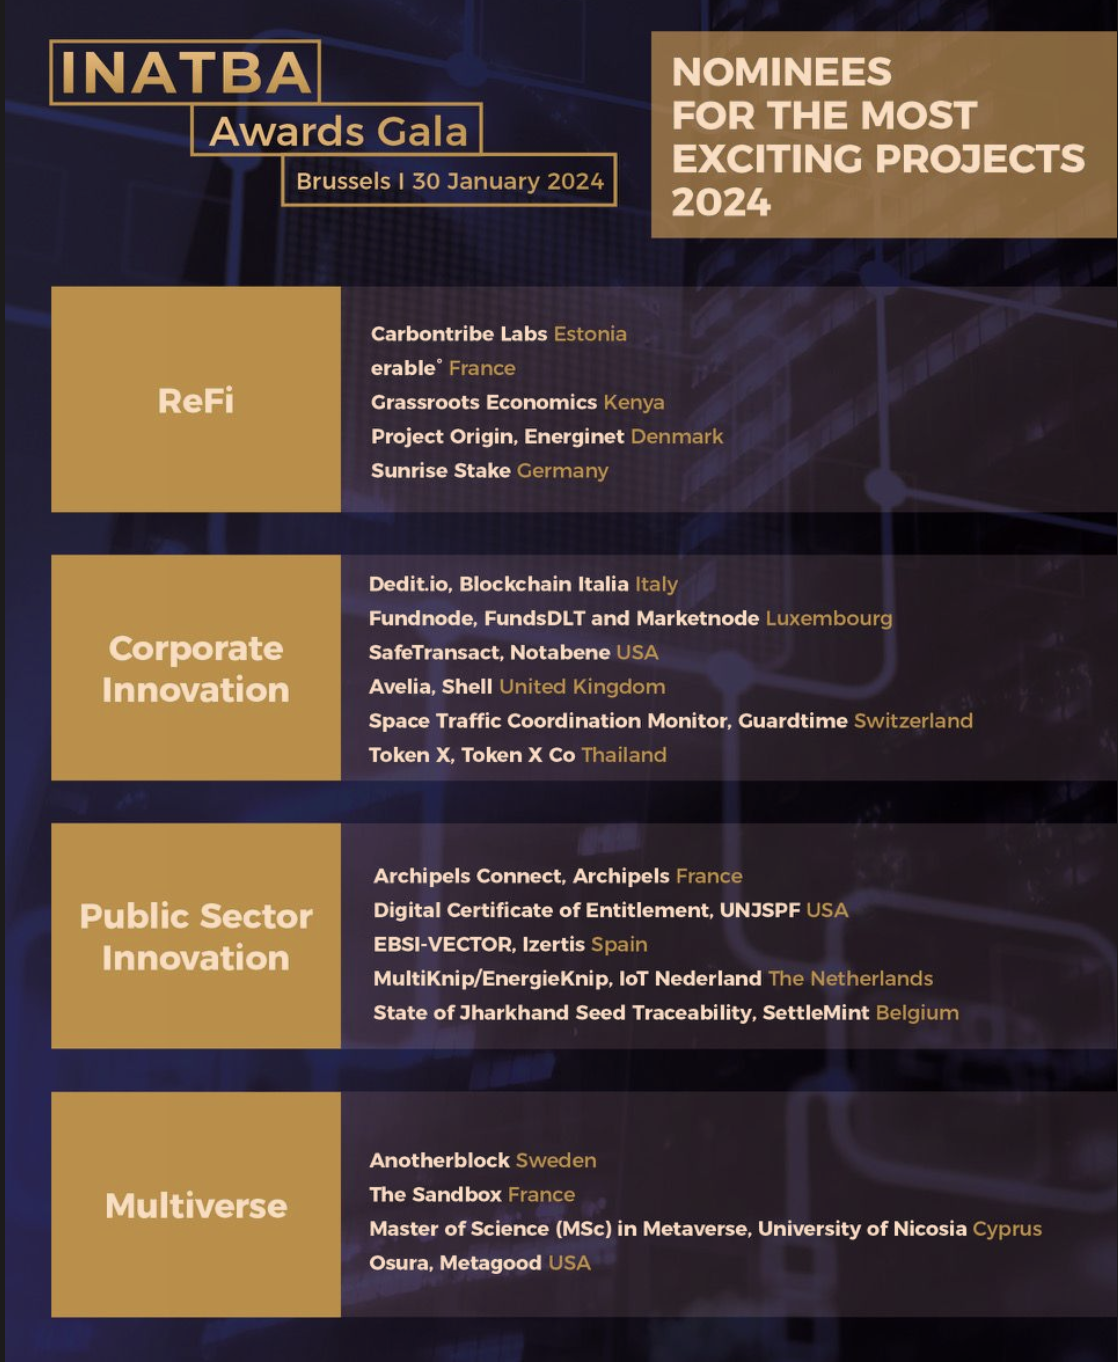 INATBA
Awards Gala
Brussels I 30 January 2024
NOMINEES
FOR THE MOST
EXCITING PROJECTS
2024
ReFi
Carbontribe Labs Estonia
erable° France
Grassroots Economics Kenya
Project Origin, Energinet Denmark
Sunrise Stake Germany
Corporate
Innovation
Dedit.io, Blockchain Italia Italy
Fundnode, FundsDLT and Marketnode Luxembourg
SafeTransact, Notabene USA
Avelia, Shell United Kingdom
Space Traffic Coordination Monitor, Guardtime Switzerland
Token X, Token X Co Thailand
Public Sector
Innovation
Archipels Connect, Archipels France
Digital Certificate of Entitlement, UNJSPF USA
EBSI-VECTOR, Izertis Spain
MultiKnip/EnergieKnip, IoT Nederland The Netherlands
State of Jharkhand Seed Traceability, SettleMint Belgium
Multiverse
Anotherblock Sweden
The Sandbox France
Master of Science (MSc) in Metaverse, University of Nicosia Cyprus
Osura, Metagood USA